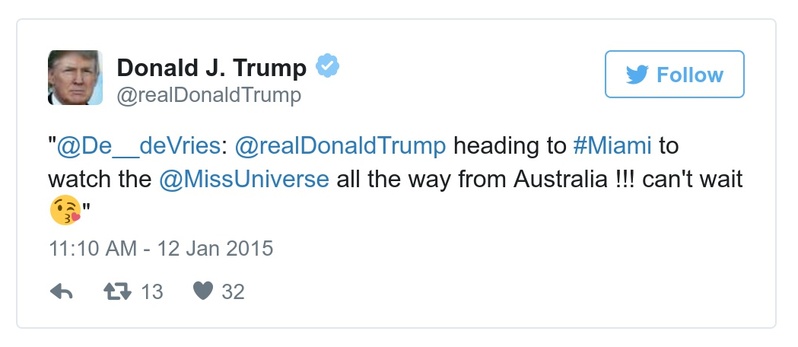 Donald J. Trump
@realDonaldTrump
Follow
"@De__deVries: @realDonaldTrump heading to #Miami to
watch the @MissUniverse all the way from Australia !!! can't wait
😘"
11:10 AM - 12 Jan 2015
13 32